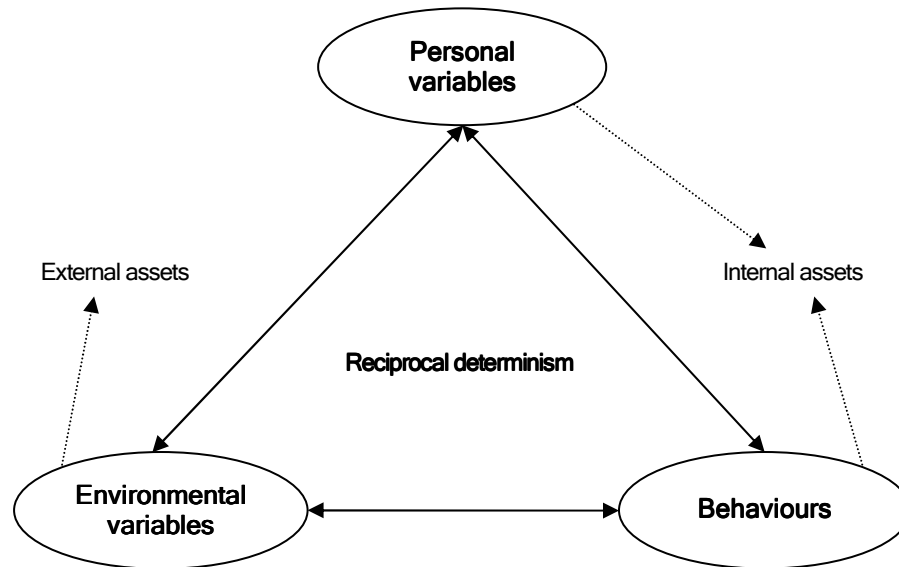 Personal
variables
External assets
Internal assets
Reciprocal determinism
Environmental
variables
Behaviours